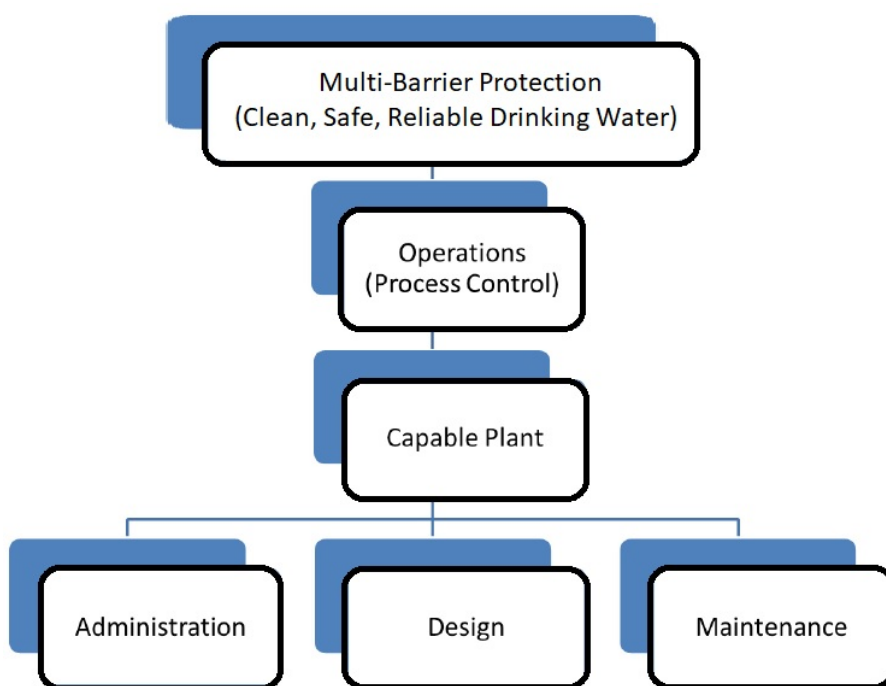 Multi-Barrier Protection
(Clean, Safe, Reliable Drinking Water)
Operations
(Process Control)
Capable Plant
Administration
Design
Maintenance